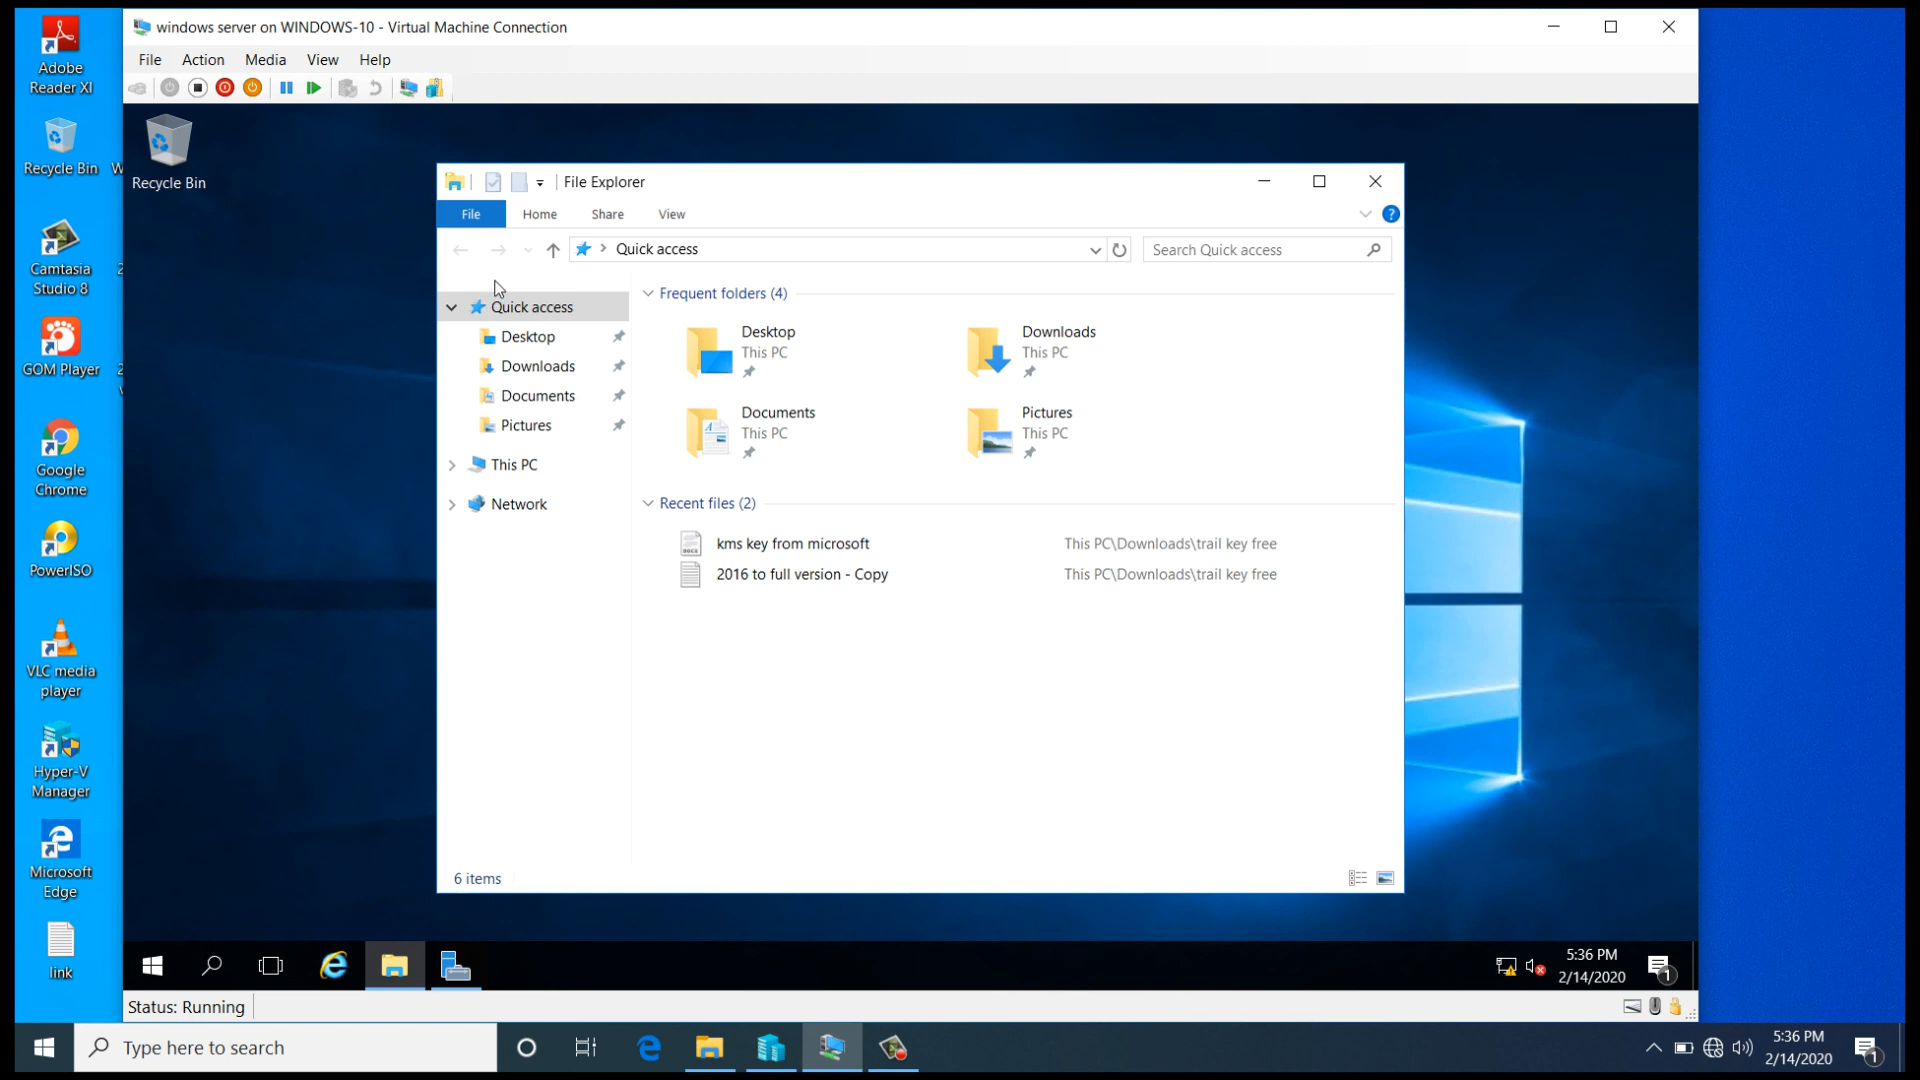 windows server on WINDOWS-10 - Virtual Machine Connection
File Action Media View Help
Adobe
Reader XI
Recycle Bin
W
Camtasia
Studio 8
2
GOM Player
2
Google
Chrome
PowerISO
VLC media
player
Hyper-V
Manager
Microsoft
Edge
link
Recycle Bin
File Explorer
File Home Share View
?
Quick access
Search Quick access
Quick access
Desktop
Downloads
Documents
Pictures
This PC
Network
Frequent folders (4)
Desktop
This PC
Downloads
This PC
Documents
This PC
Pictures
This PC
Recent files (2)
kms key from microsoft This PC\Downloads\trail key free
2016 to full version - Copy This PC\Downloads\trail key free
6 items
5:36 PM
2/14/2020
1
Status: Running
Type here to search
5:36 PM
2/14/2020
1